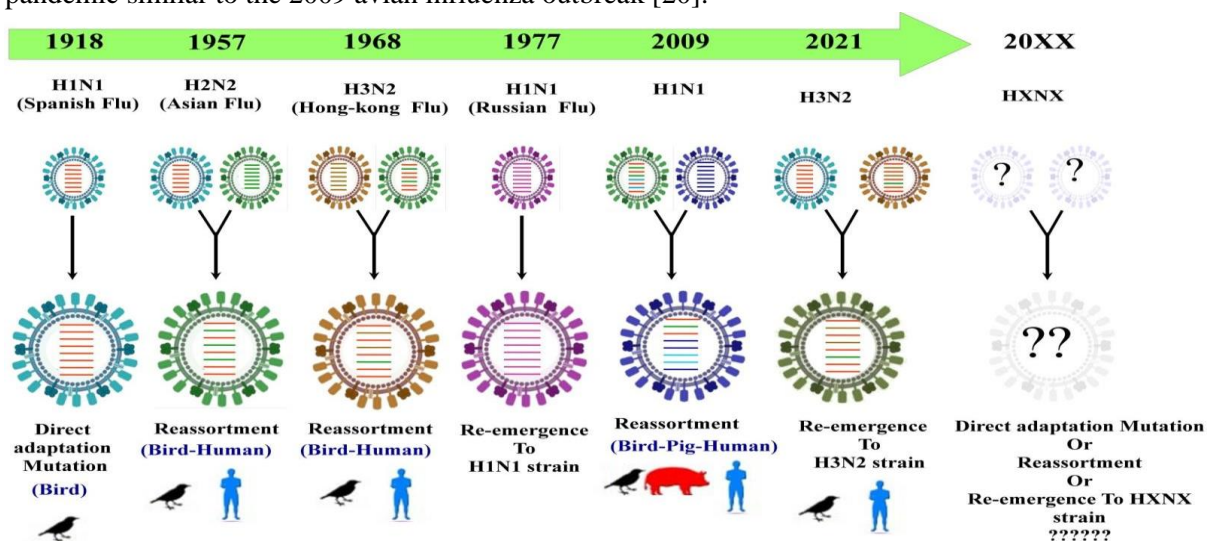 pandemic similar to the 2009 avian influenza outbreak [20].
1918 1957 1968 1977 2009 2021 20XX
H1N1
(Spanish Flu)
H2N2
(Asian Flu)
H3N2
(Hong-kong Flu)
H1N1
(Russian Flu)
H1N1
H3N2
HXNX
? ?
??
Direct
adaptation
Mutation
(Bird)
Reassortment
(Bird-Human)
Reassortment
(Bird-Human)
Re-emergence
To
H1N1 strain
Reassortment
(Bird-Pig-Human)
Re-emergence
To
H3N2 strain
Direct adaptation Mutation
Or
Reassortment
Or
Re-emergence To HXNX
strain
??????